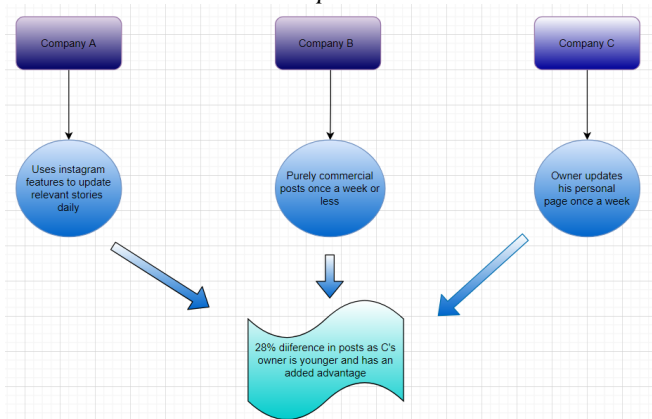 Company A
Company B
Company C
Uses instagram
features to update
relevant stories
daily
Purely commercial
posts once a week or
less
Owner updates
his personal
page once a week
28% diiference in posts as C's
owner is younger and has an
added advantage